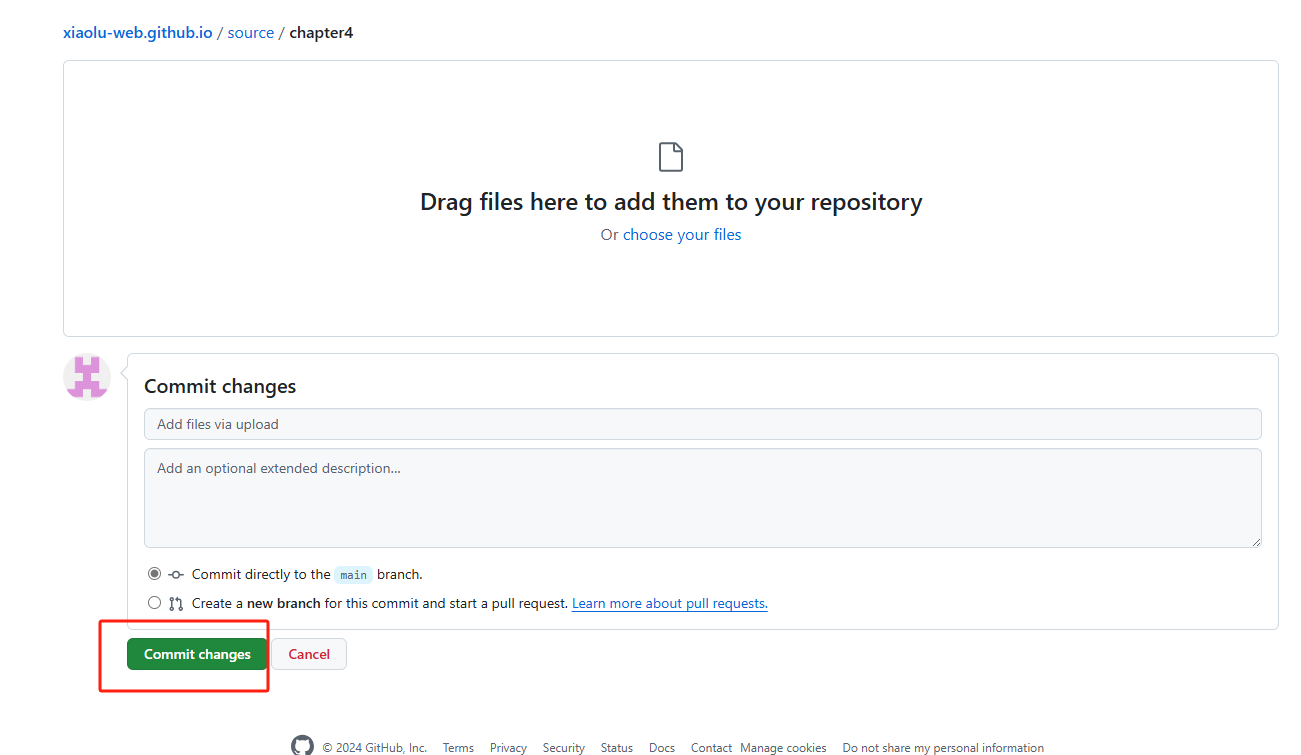 xiaolu-web.github.io / source / chapter4
Drag files here to add them to your repository
Or choose your files
Commit changes
Add files via upload
Add an optional extended description...
Commit directly to the main branch.
Create a new branch for this commit and start a pull request. Learn more about pull requests.
Commit changes Cancel
© 2024 GitHub, Inc. Terms Privacy Security Status Docs Contact Manage cookies Do not share my personal information